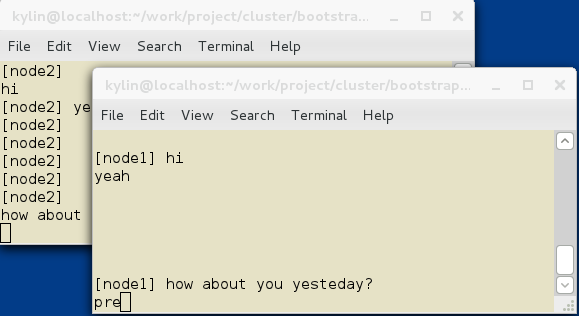 kylin@localhost:~/work/project/cluster/bootstra...
File Edit View Search Terminal Help
[node2]
hi
[node2] ye
[node2]
[node2]
[node2]
[node2]
[node2]
how about
kylin@localhost:~/work/project/cluster/bootstrap...
File Edit View Search Terminal Help
[node1] hi
yeah
[node1] how about you yesteday?
pre